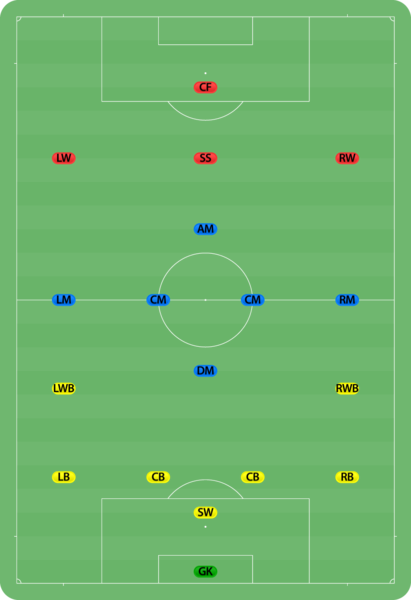 CF
LW SS RW
AM
LM CM CM RM
DM
LWB RWB
LB CB CB RB
SW
GK